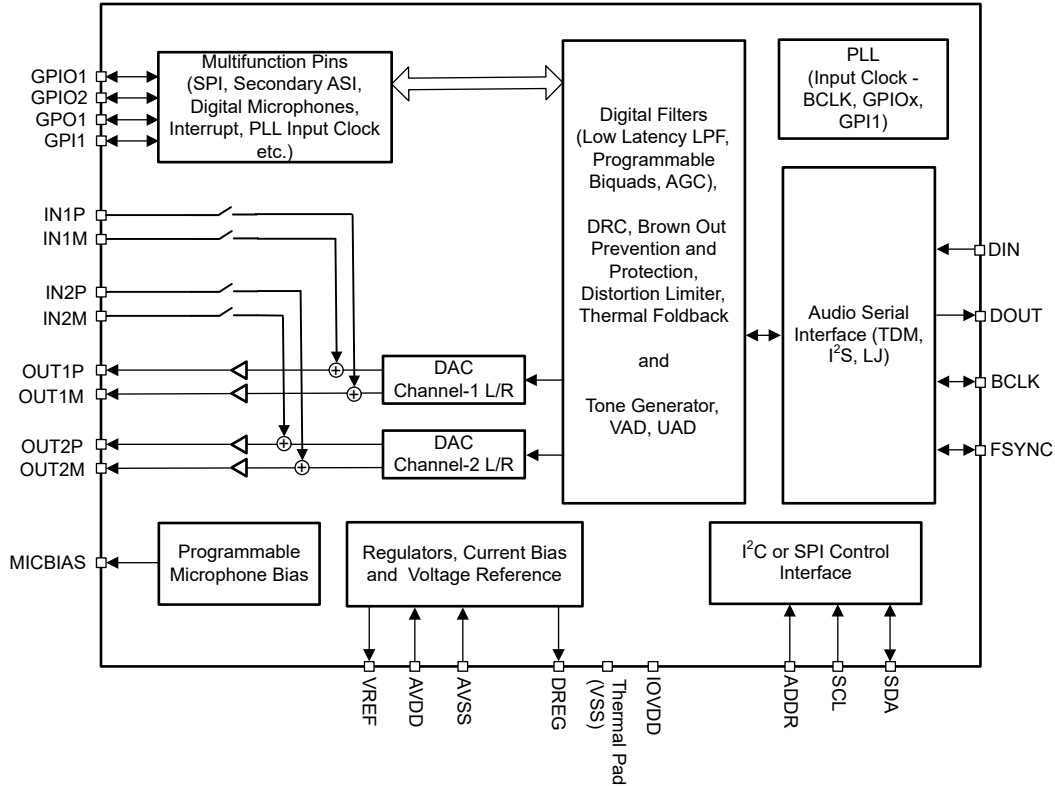 GPIO1
GPIO2
GPO1
GPI1
Multifunction Pins
(SPI, Secondary ASI,
Digital Microphones,
Interrupt, PLL Input Clock
etc.)
IN1P
IN1M
IN2P
IN2M
OUT1P
OUT1M
OUT2P
OUT2M
MICBIAS
DAC
Channel-1 L/R
DAC
Channel-2 L/R
Programmable
Microphone Bias
Regulators, Current Bias
and Voltage Reference
Digital Filters
(Low Latency LPF,
Programmable
Biquads, AGC),
DRC, Brown Out
Prevention and
Protection,
Distortion Limiter,
Thermal Foldback
and
Tone Generator,
VAD, UAD
PLL
(Input Clock -
BCLK, GPIOx,
GPI1)
Audio Serial
Interface (TDM,
I²S, LJ)
DIN
DOUT
BCLK
FSYNC
I²C or SPI Control
Interface
VREF
AVDD
AVSS
DREG
Thermal Pad
(VSS)
IOVDD
ADDR
SCL
SDA